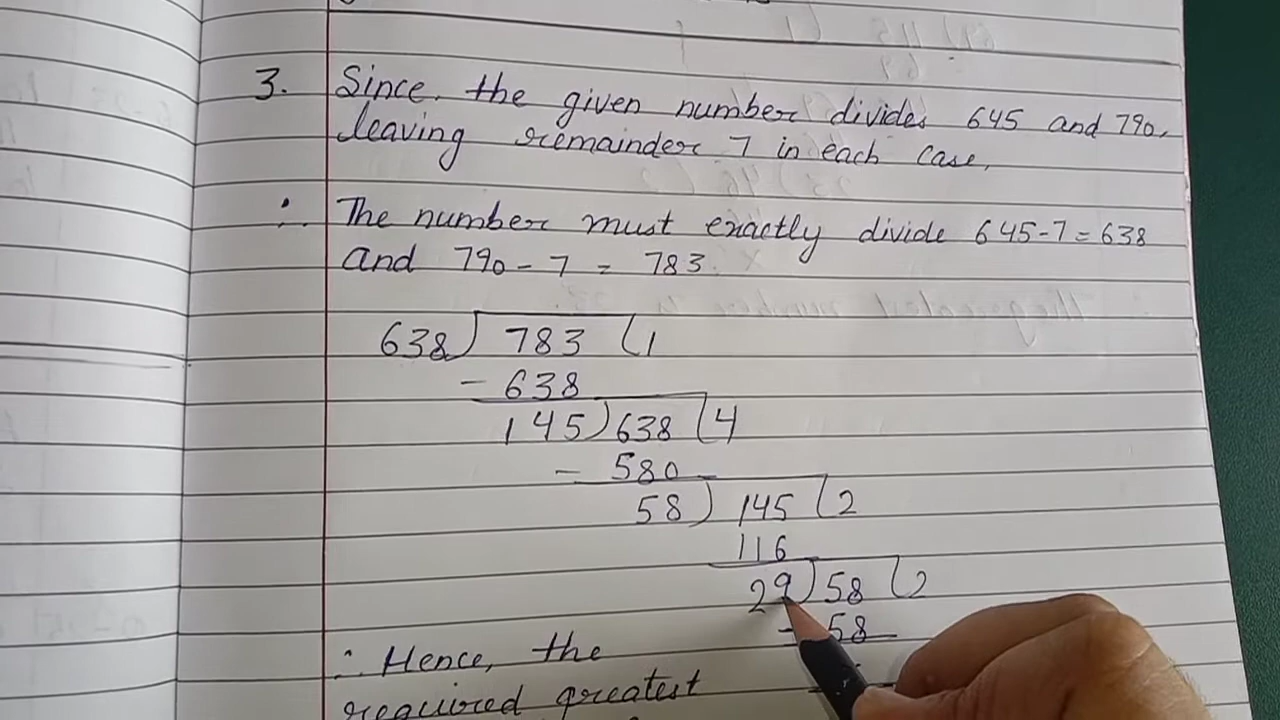 3. Since, the given number divides 645 and 790,
leaving remainder 7 in each case,
∴ The number must exactly divide 645-7=638
and 790-7 = 783.
638) 783 (1
- 638
145) 638 (4
- 580
58) 145 (2
116
29) 58 (2
- 58
∴ Hence, the
required greatest